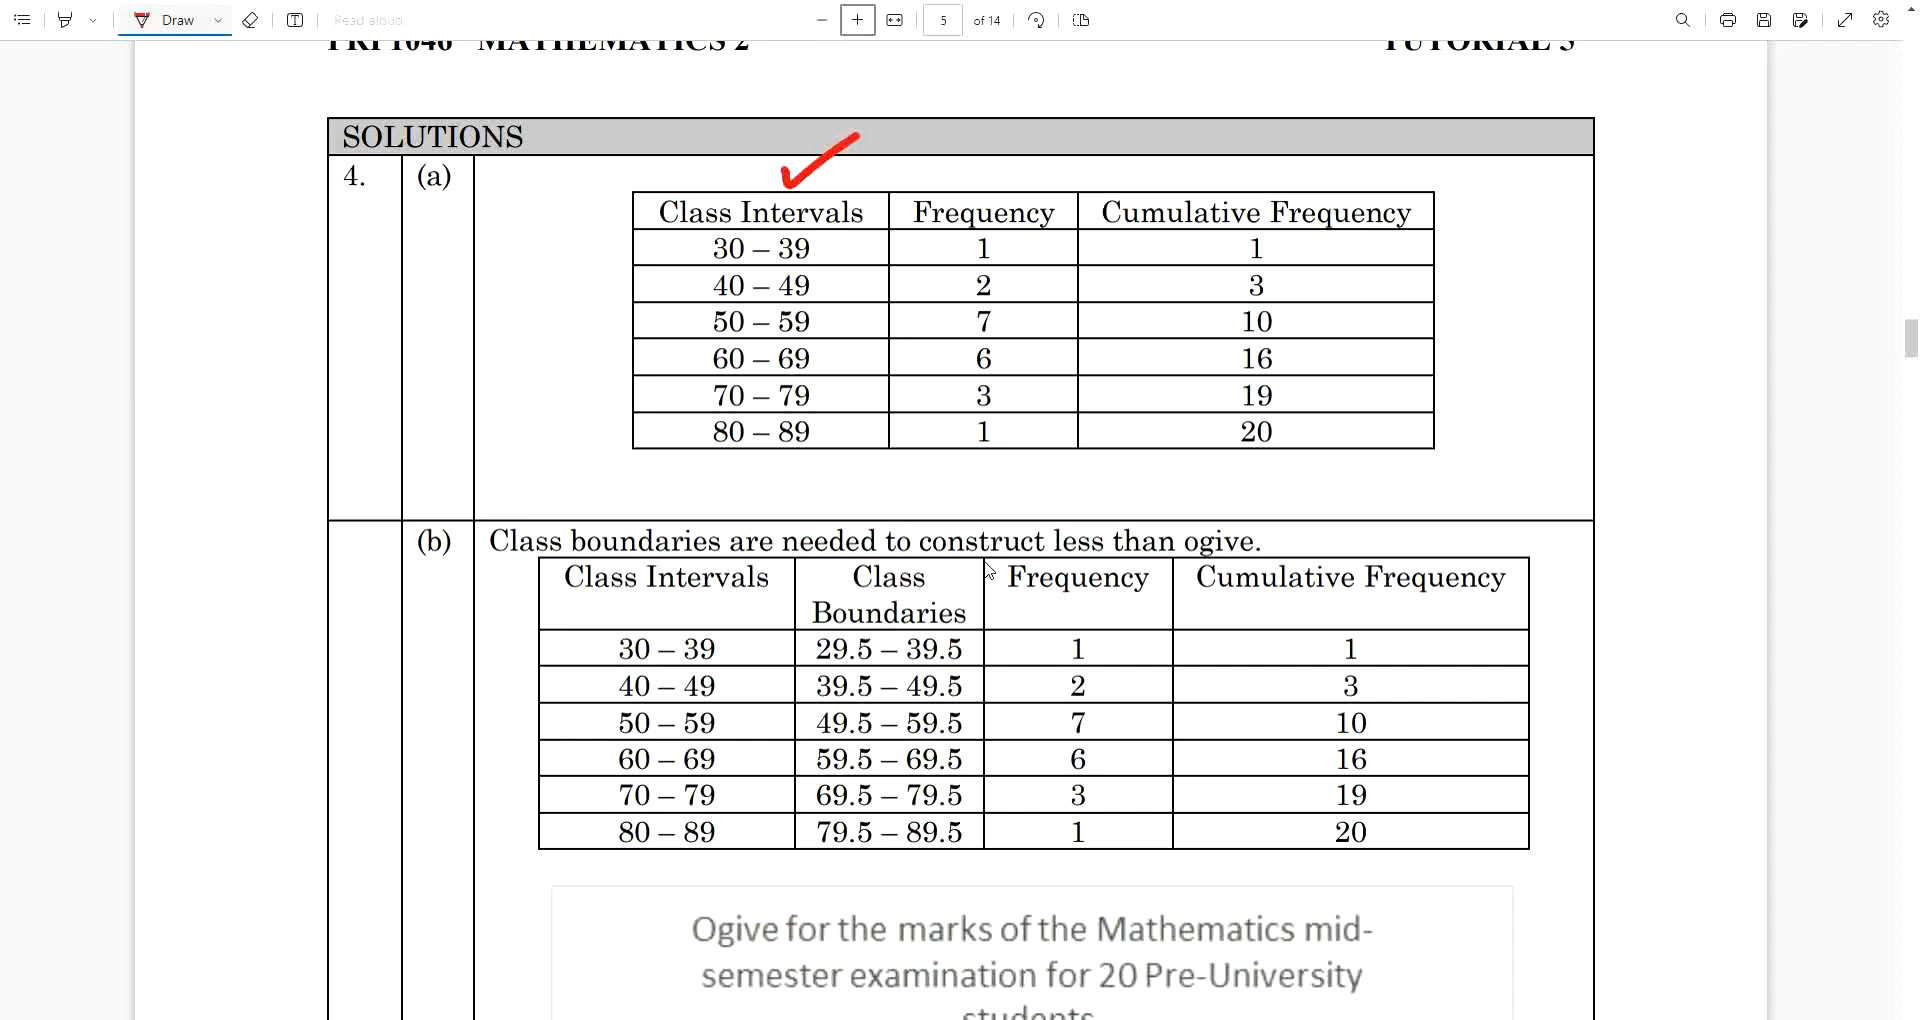 Draw
Read aloud
5 of 14
MATHEMATICS 2
TUTORIAL
SOLUTIONS
4. (a)
Class Intervals Frequency Cumulative Frequency
30 – 39 1 1
40 – 49 2 3
50 – 59 7 10
60 – 69 6 16
70 – 79 3 19
80 – 89 1 20
(b) Class boundaries are needed to construct less than ogive.
Class Intervals Class Frequency Cumulative Frequency
Boundaries
30 – 39 29.5 – 39.5 1 1
40 – 49 39.5 – 49.5 2 3
50 – 59 49.5 – 59.5 7 10
60 – 69 59.5 – 69.5 6 16
70 – 79 69.5 – 79.5 3 19
80 – 89 79.5 – 89.5 1 20
Ogive for the marks of the Mathematics mid-
semester examination for 20 Pre-University
students